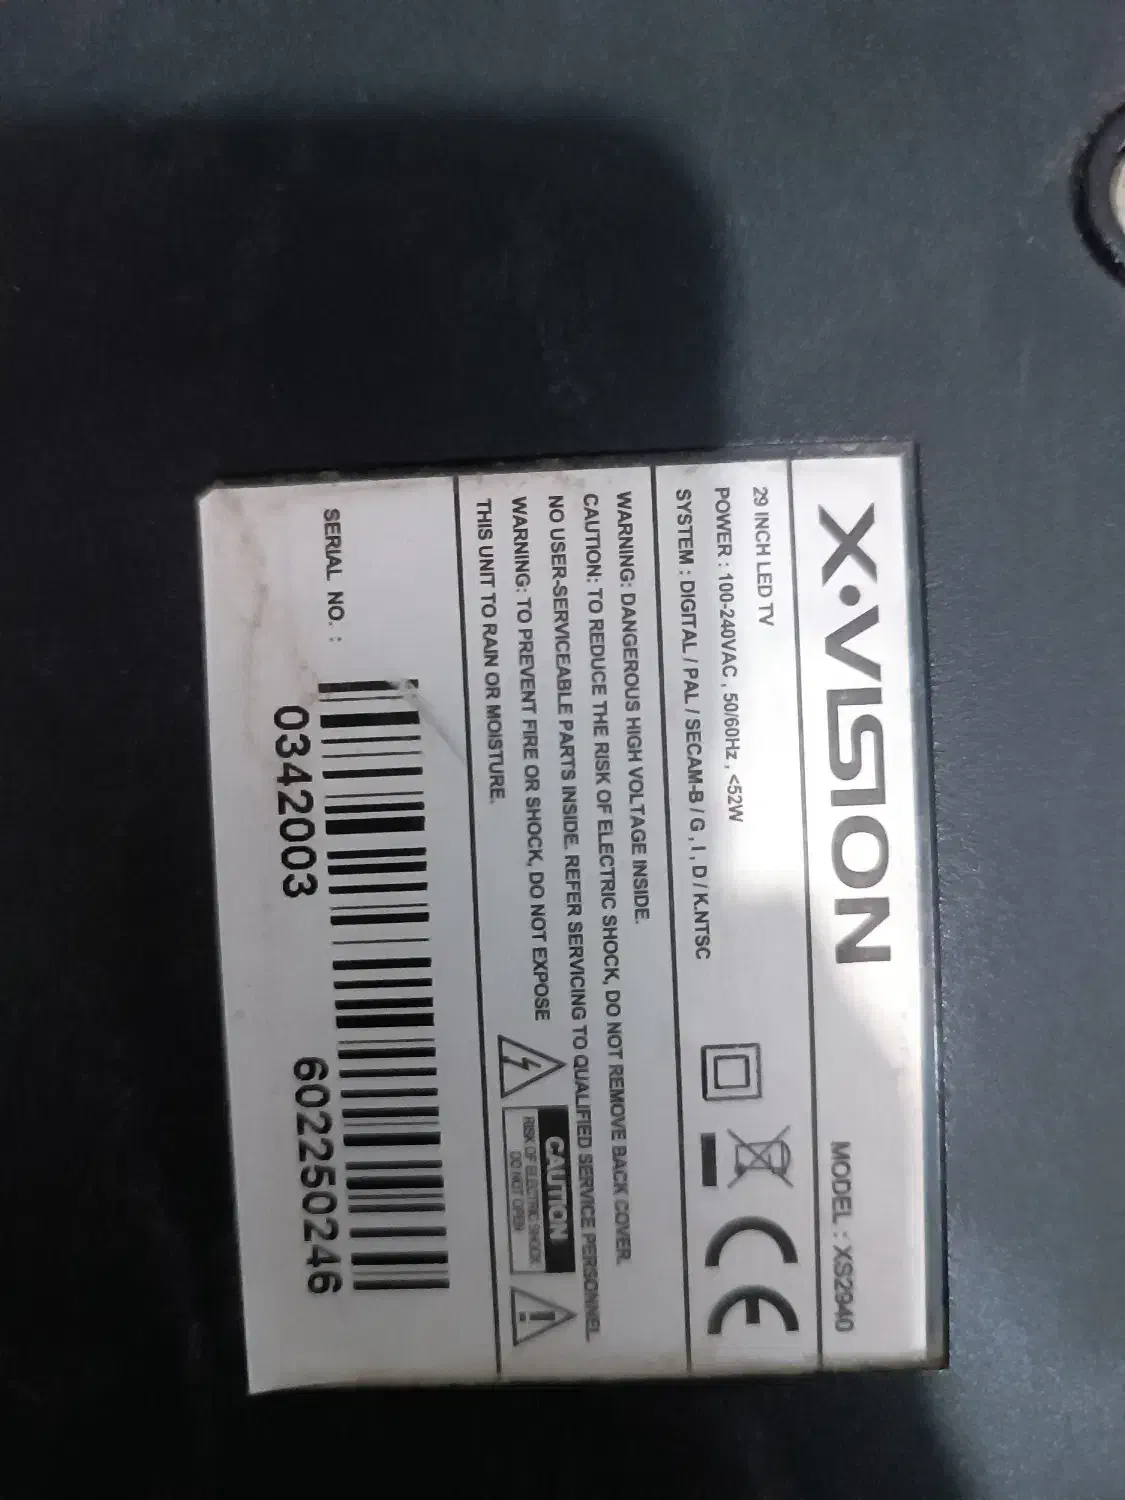 X·VISION
MODEL : XS2940
29 INCH LED TV
POWER : 100-240VAC , 50/60Hz , <52W
SYSTEM : DIGITAL / PAL / SECAM-B / G , I , D / K.NTSC
CE
WARNING: DANGEROUS HIGH VOLTAGE INSIDE.
CAUTION: TO REDUCE THE RISK OF ELECTRIC SHOCK, DO NOT REMOVE BACK COVER.
NO USER-SERVICEABLE PARTS INSIDE. REFER SERVICING TO QUALIFIED SERVICE PERSONNEL
WARNING: TO PREVENT FIRE OR SHOCK, DO NOT EXPOSE
THIS UNIT TO RAIN OR MOISTURE.
CAUTION
RISK OF ELECTRIC SHOCK
DO NOT OPEN
SERIAL NO. :
0342003 6022250246